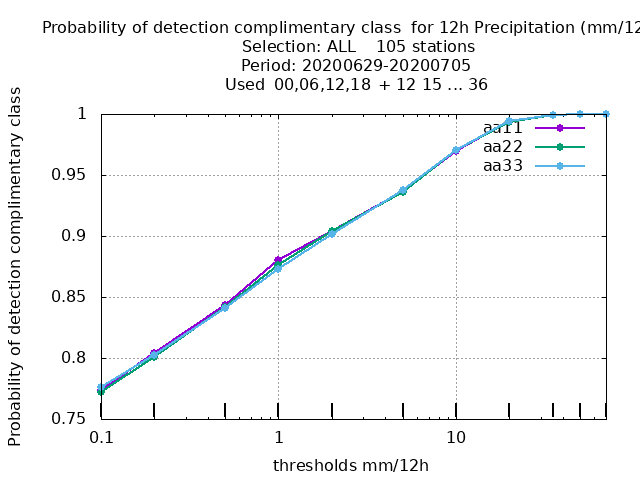 Probability of detection complimentary class for 12h Precipitation (mm/12
Selection: ALL 105 stations
Period: 20200629-20200705
Used 00,06,12,18 + 12 15 ... 36
Probability of detection complimentary class
1
0.95
0.9
0.85
0.8
0.75
aa11
aa22
aa33
0.1
1
10
thresholds mm/12h